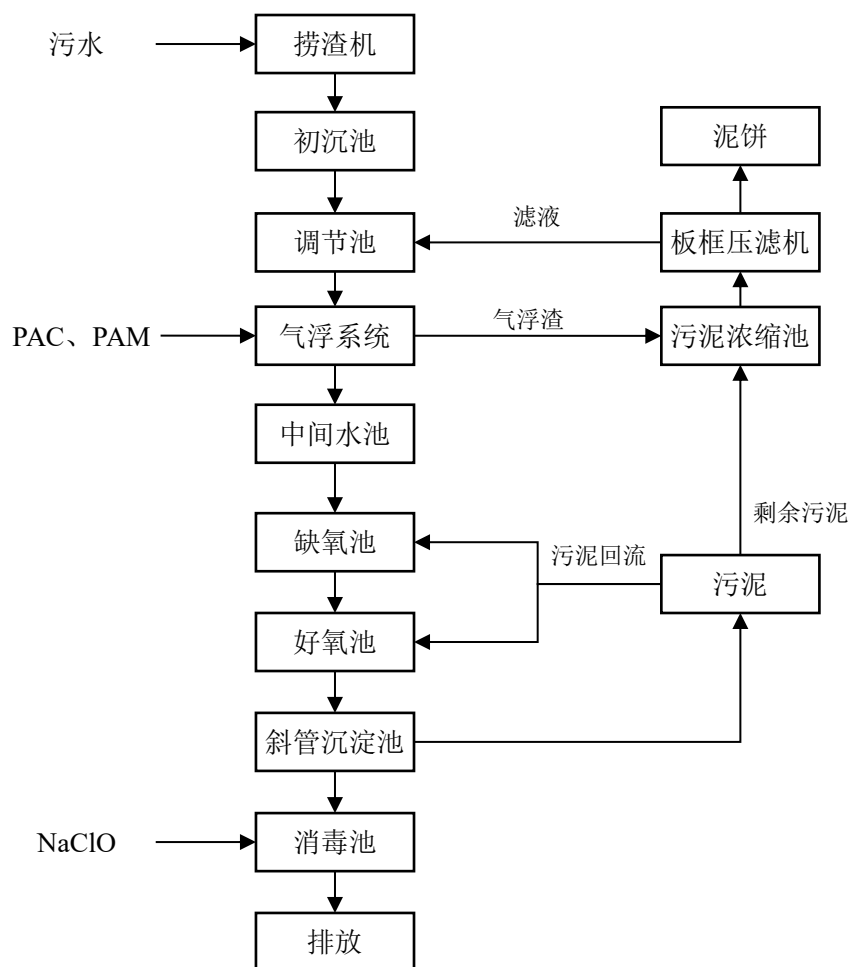 污水
捞渣机
初沉池
泥饼
滤液
调节池
板框压滤机
气浮渣
PAC、PAM
气浮系统
污泥浓缩池
中间水池
剩余污泥
缺氧池
污泥回流
污泥
好氧池
斜管沉淀池
NaClO
消毒池
排放